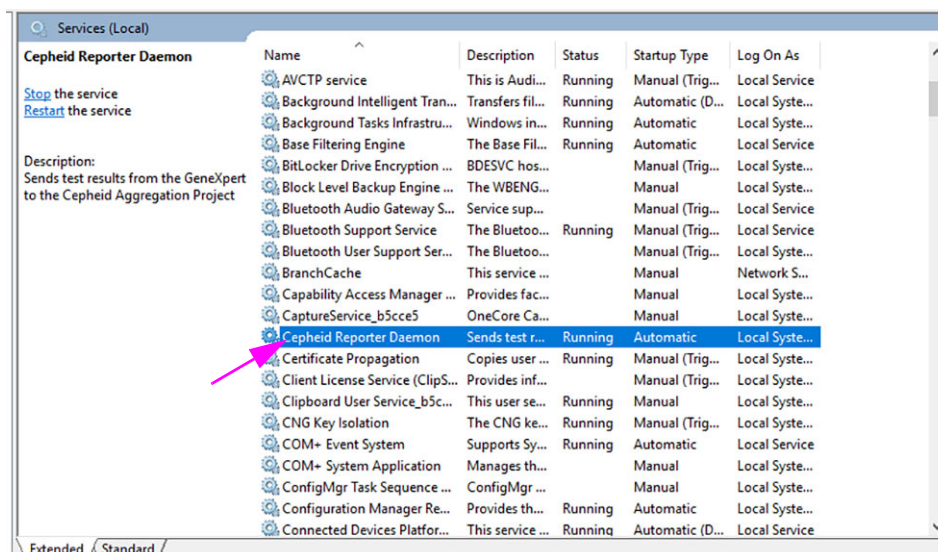 Services (Local)
Cepheid Reporter Daemon
Stop the service
Restart the service
Description:
Sends test results from the GeneXpert
to the Cepheid Aggregation Project
Name Description Status Startup Type Log On As
AVCTP service This is Audi... Running Manual (Trig... Local Service
Background Intelligent Tran... Transfers fil... Running Automatic (D... Local Syste...
Background Tasks Infrastru... Windows in... Running Automatic Local Syste...
Base Filtering Engine The Base Fil... Running Automatic Local Service
BitLocker Drive Encryption ... BDESVC hos... Manual (Trig... Local Syste...
Block Level Backup Engine ... The WBENG... Manual Local Syste...
Bluetooth Audio Gateway S... Service sup... Manual (Trig... Local Service
Bluetooth Support Service The Bluetoo... Running Manual (Trig... Local Service
Bluetooth User Support Ser... The Bluetoo... Manual (Trig... Local Syste...
BranchCache This service ... Manual Network S...
Capability Access Manager ... Provides fac... Manual Local Syste...
CaptureService_b5cce5 OneCore Ca... Manual Local Syste...
Cepheid Reporter Daemon Sends test r... Running Automatic Local Syste...
Certificate Propagation Copies user ... Running Manual (Trig... Local Syste...
Client License Service (ClipS... Provides inf... Manual (Trig... Local Syste...
Clipboard User Service_b5c... This user se... Running Manual Local Syste...
CNG Key Isolation The CNG ke... Running Manual (Trig... Local Syste...
COM+ Event System Supports Sy... Running Automatic Local Service
COM+ System Application Manages th... Manual Local Syste...
ConfigMgr Task Sequence ... ConfigMgr ... Manual Local Syste...
Configuration Manager Re... Provides th... Running Automatic Local Syste...
Connected Devices Platfor... This service ... Running Automatic (D... Local Service
Extended Standard